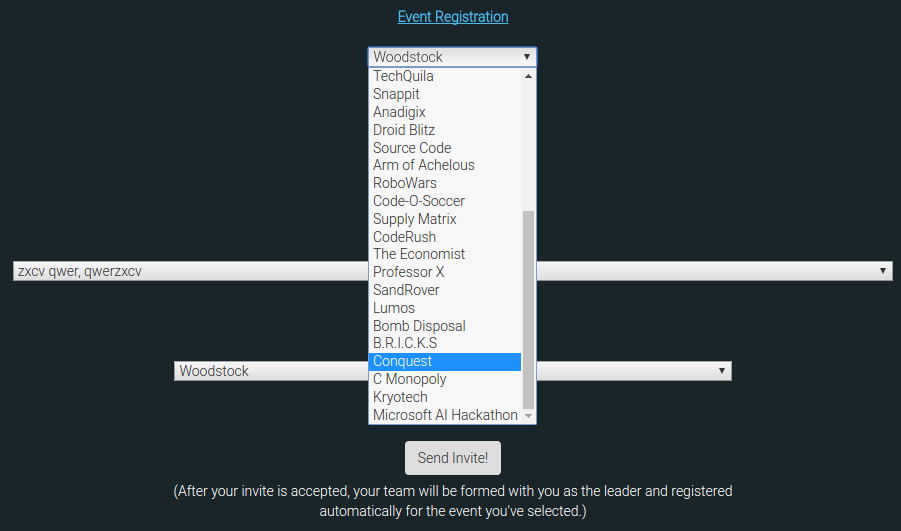 Event Registration
Woodstock
TechQuila
Snappit
Anadigix
Droid Blitz
Source Code
Arm of Achelous
RoboWars
Code-O-Soccer
Supply Matrix
CodeRush
The Economist
zxcv qwer, qwerzxcv
Professor X
SandRover
Lumos
Bomb Disposal
B.R.I.C.K.S
Conquest
Woodstock
C Monopoly
Kryotech
Microsoft AI Hackathon
Send Invite!
(After your invite is accepted, your team will be formed with you as the leader and registered
automatically for the event you've selected.)